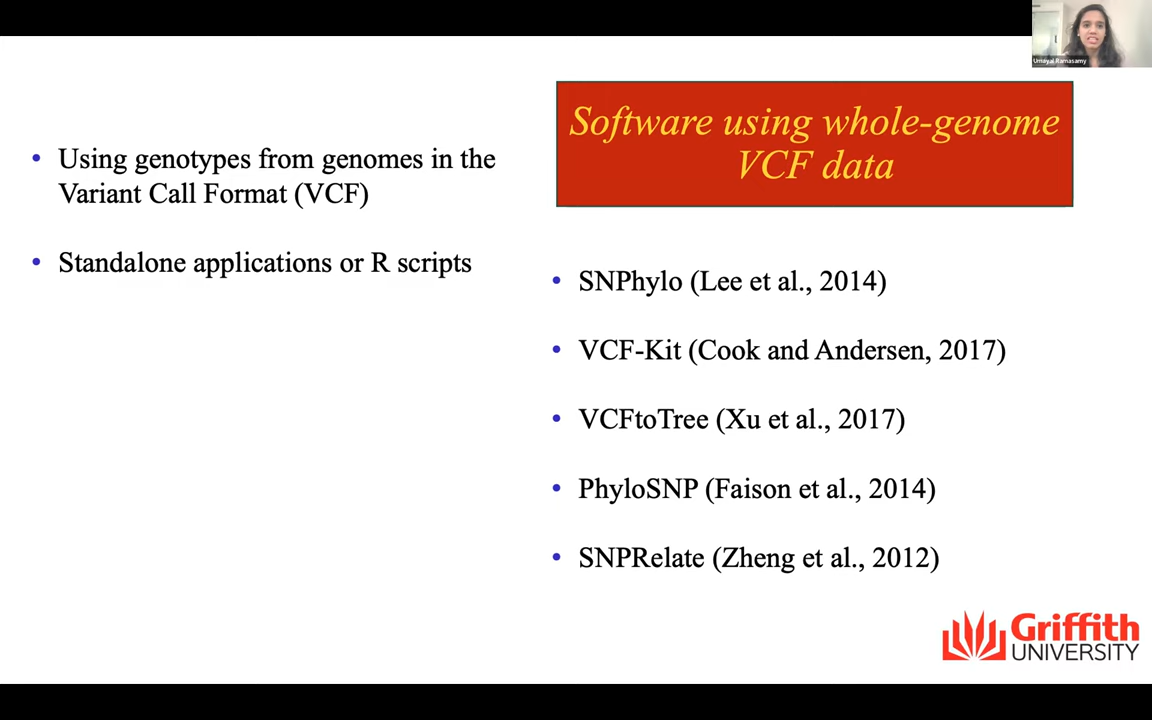 Umayal Ramasamy
Software using whole-genome
VCF data
• Using genotypes from genomes in the
Variant Call Format (VCF)
• Standalone applications or R scripts
• SNPhylo (Lee et al., 2014)
• VCF-Kit (Cook and Andersen, 2017)
• VCFtoTree (Xu et al., 2017)
• PhyloSNP (Faison et al., 2014)
• SNPRelate (Zheng et al., 2012)
Griffith
UNIVERSITY